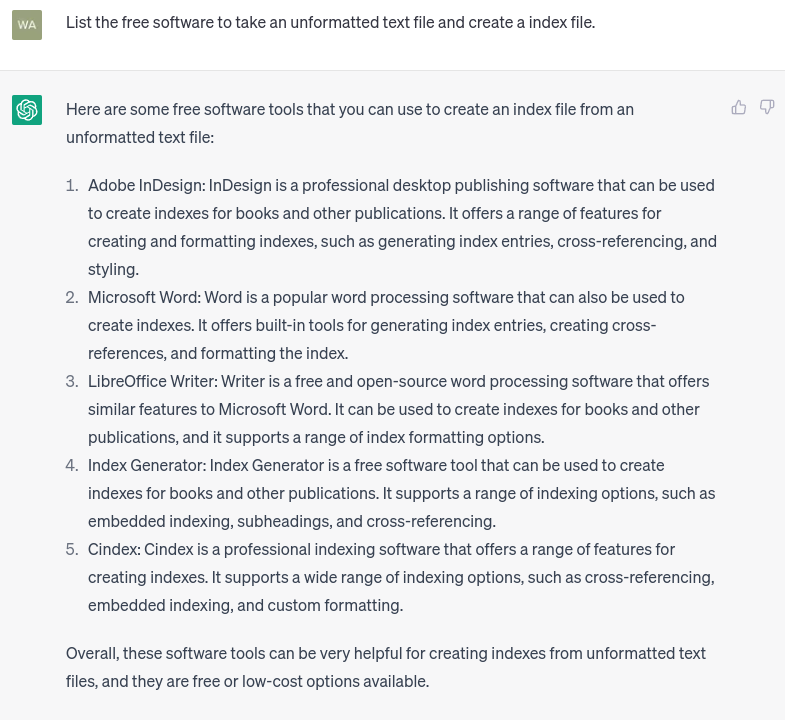 WA
List the free software to take an unformatted text file and create a index file.
Here are some free software tools that you can use to create an index file from an
unformatted text file:
1. Adobe InDesign: InDesign is a professional desktop publishing software that can be used
to create indexes for books and other publications. It offers a range of features for
creating and formatting indexes, such as generating index entries, cross-referencing, and
styling.
2. Microsoft Word: Word is a popular word processing software that can also be used to
create indexes. It offers built-in tools for generating index entries, creating cross-
references, and formatting the index.
3. LibreOffice Writer: Writer is a free and open-source word processing software that offers
similar features to Microsoft Word. It can be used to create indexes for books and other
publications, and it supports a range of index formatting options.
4. Index Generator: Index Generator is a free software tool that can be used to create
indexes for books and other publications. It supports a range of indexing options, such as
embedded indexing, subheadings, and cross-referencing.
5. Cindex: Cindex is a professional indexing software that offers a range of features for
creating indexes. It supports a wide range of indexing options, such as cross-referencing,
embedded indexing, and custom formatting.
Overall, these software tools can be very helpful for creating indexes from unformatted text
files, and they are free or low-cost options available.